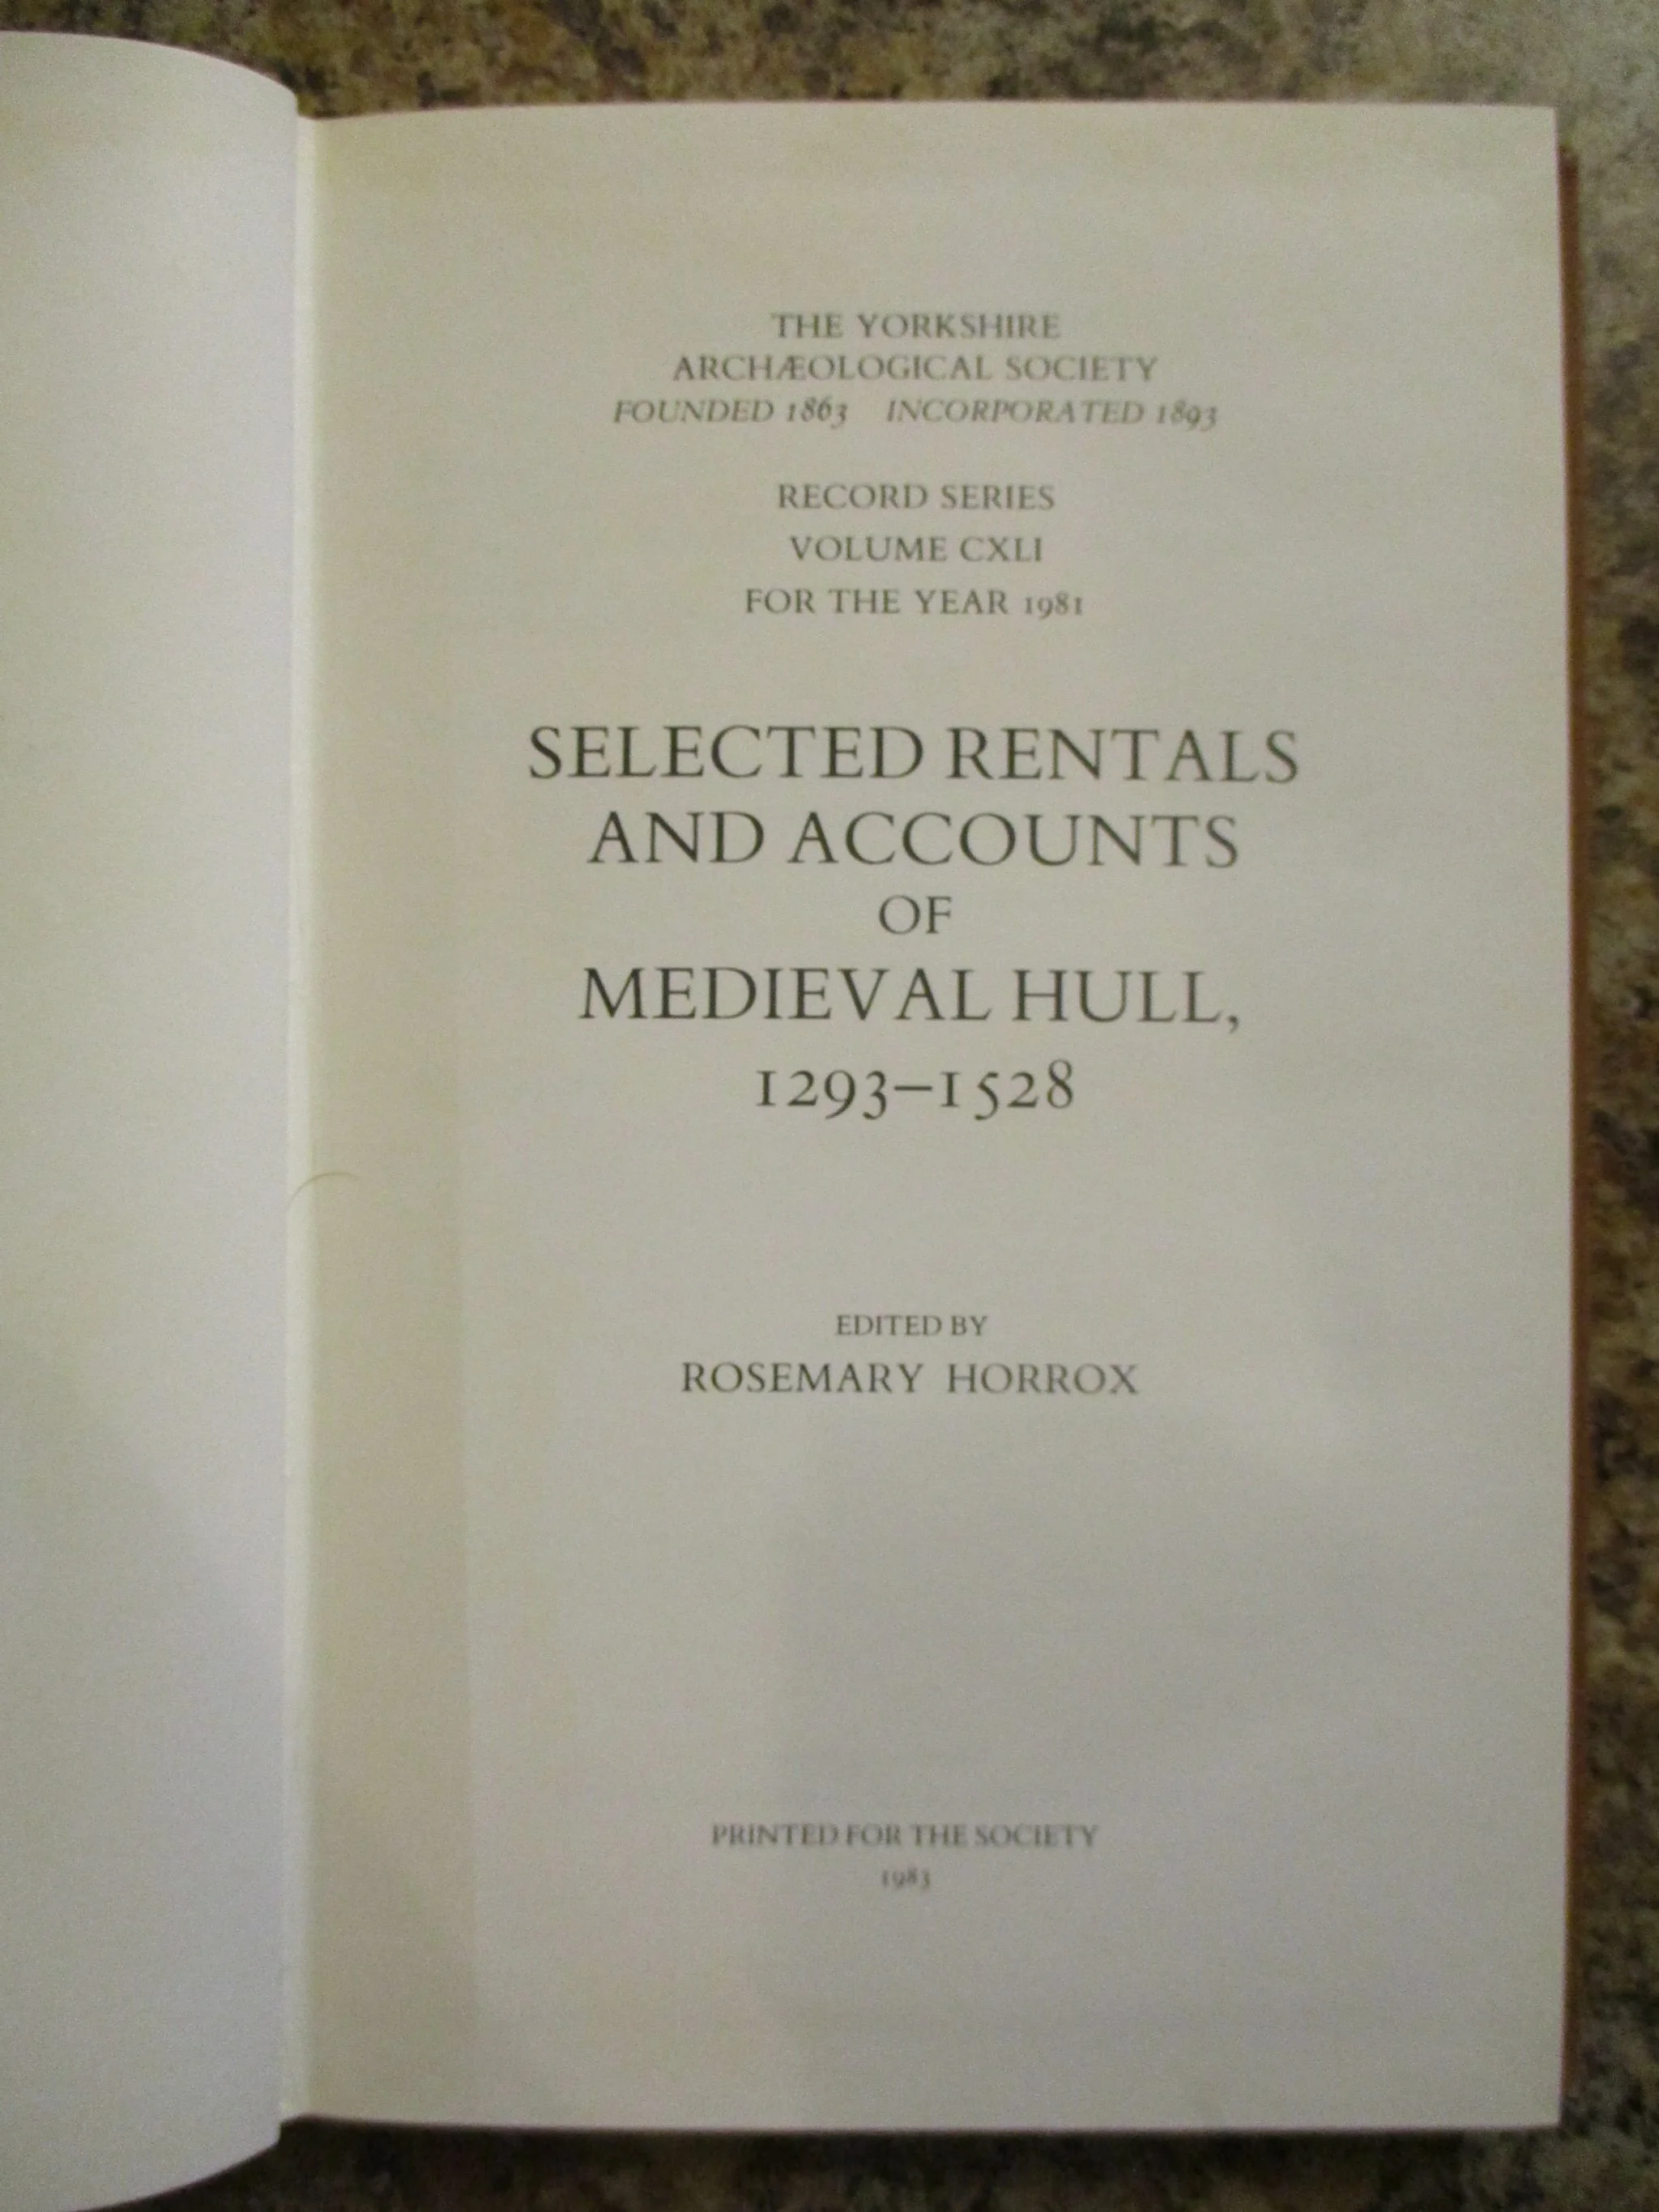 THE YORKSHIRE
ARCHÆOLOGICAL SOCIETY
FOUNDED 1863 INCORPORATED 1893
RECORD SERIES
VOLUME CXLI
FOR THE YEAR 1981
SELECTED RENTALS
AND ACCOUNTS
OF
MEDIEVAL HULL,
1293–1528
EDITED BY
ROSEMARY HORROX
PRINTED FOR THE SOCIETY
1983